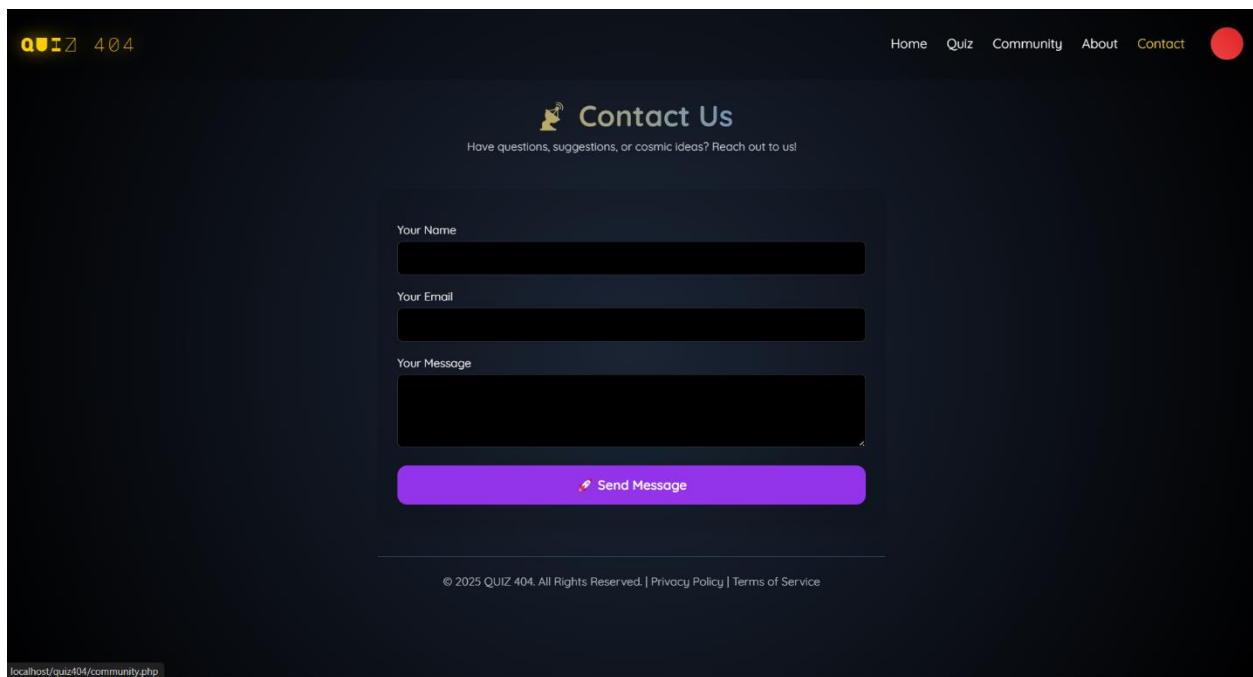 QUIZ 404
Home Quiz Community About Contact
Contact Us
Have questions, suggestions, or cosmic ideas? Reach out to us!
Your Name
Your Email
Your Message
🚀 Send Message
© 2025 QUIZ 404. All Rights Reserved. | Privacy Policy | Terms of Service
localhost/quiz404/community.php